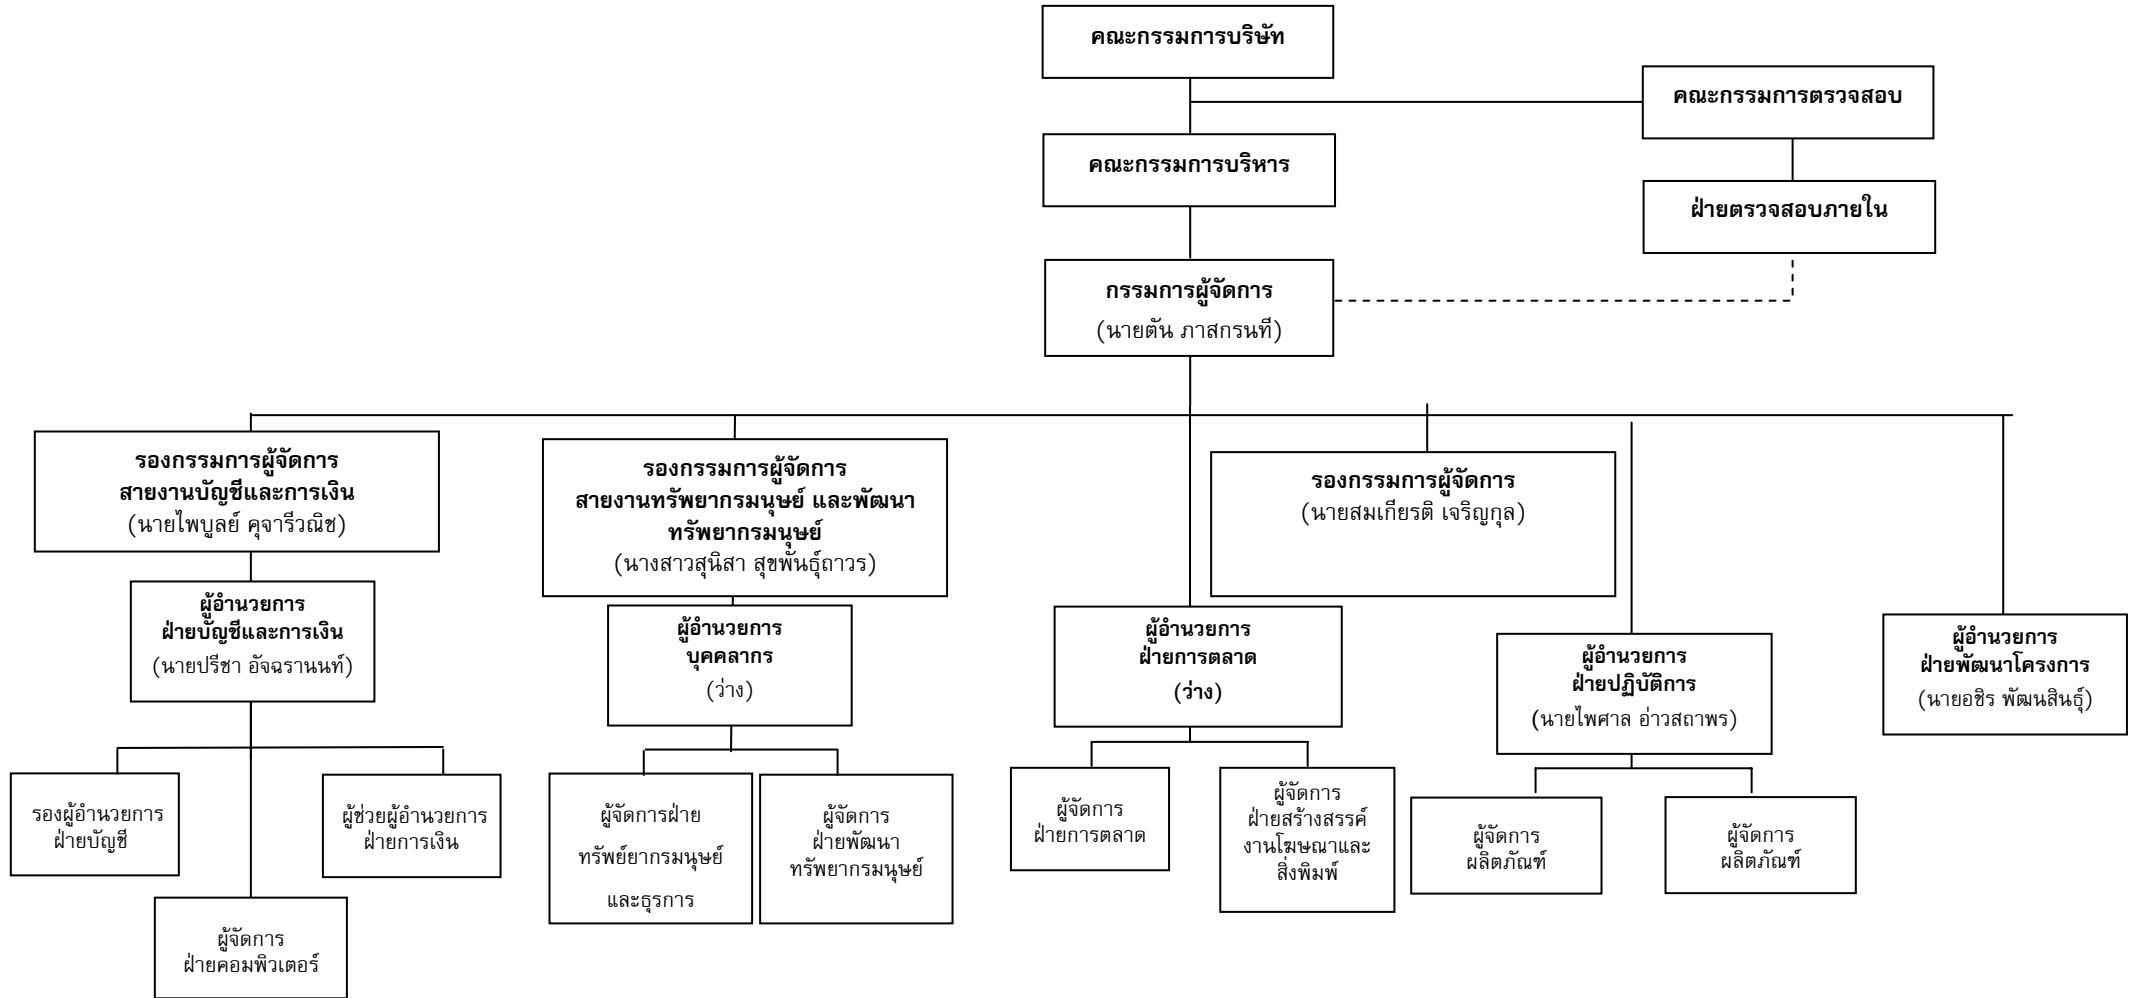 คณะกรรมการบริษัท
คณะกรรมการตรวจสอบ
คณะกรรมการบริหาร
ฝ่ายตรวจสอบภายใน
กรรมการผู้จัดการ
(นายตัน ภาสกรนที)
รองกรรมการผู้จัดการ
สายงานบัญชีและการเงิน
(นายไพบูลย์ คุจารีวณิช)
รองกรรมการผู้จัดการ
สายงานทรัพยากรมนุษย์ และพัฒนา
ทรัพยากรมนุษย์
(นางสาวสุนิสา สุขพันธุ์ถาวร)
รองกรรมการผู้จัดการ
(นายสมเกียรติ เจริญกุล)
ผู้อำนวยการ
ฝ่ายบัญชีและการเงิน
(นายปรีชา อัจฉรานนท์)
ผู้อำนวยการ
บุคคลากร
(ว่าง)
ผู้อำนวยการ
ฝ่ายการตลาด
(ว่าง)
ผู้อำนวยการ
ฝ่ายปฏิบัติการ
(นายไพศาล อ่าวสถาพร)
ผู้อำนวยการ
ฝ่ายพัฒนาโครงการ
(นายอชิร พัฒนสินธุ์)
รองผู้อำนวยการ
ฝ่ายบัญชี
ผู้ช่วยผู้อำนวยการ
ฝ่ายการเงิน
ผู้จัดการฝ่าย
ทรัพย์ยากรมนุษย์
และธุรการ
ผู้จัดการ
ฝ่ายพัฒนา
ทรัพยากรมนุษย์
ผู้จัดการ
ฝ่ายการตลาด
ผู้จัดการ
ฝ่ายสร้างสรรค์
งานโฆษณาและ
สิ่งพิมพ์
ผู้จัดการ
ผลิตภัณฑ์
ผู้จัดการ
ผลิตภัณฑ์
ผู้จัดการ
ฝ่ายคอมพิวเตอร์